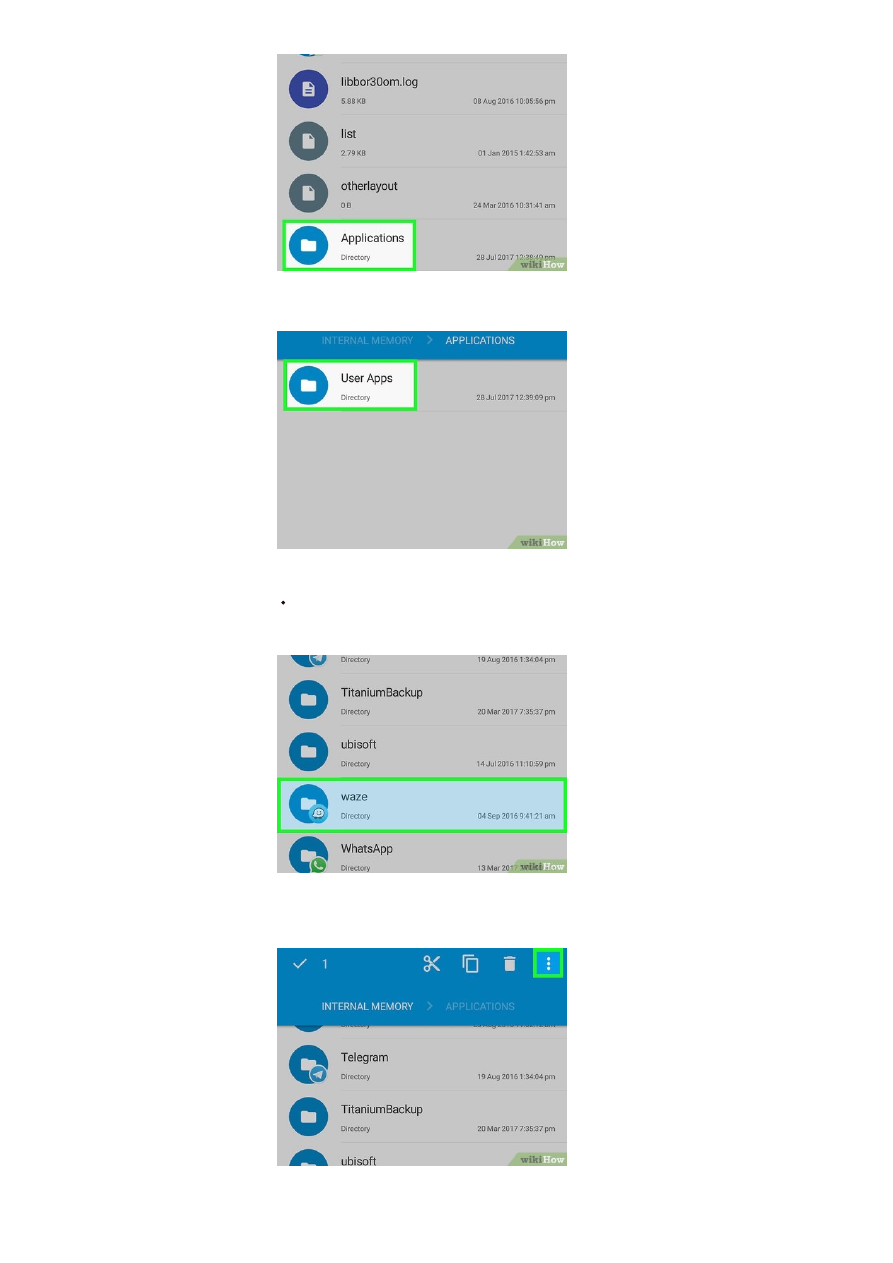 libbor30om.log
5.88 KB 08 Aug 2016 10:05:56 pm
list
2.79 KB 01 Jan 2015 1:42:53 am
otherlayout
0 B 24 Mar 2016 10:31:41 am
Applications
Directory 28 Jul 2017 12:38:49 pm
wikiHow
INTERNAL MEMORY > APPLICATIONS
User Apps
Directory 28 Jul 2017 12:39:09 pm
wikiHow
Directory 19 Aug 2016 1:34:04 pm
TitaniumBackup
Directory 20 Mar 2017 7:35:37 pm
ubisoft
Directory 14 Jul 2016 11:10:59 pm
waze
Directory 04 Sep 2016 9:41:21 am
WhatsApp
Directory 13 Mar 201
wikiHow
1
INTERNAL MEMORY > APPLICATIONS
Telegram
Directory 19 Aug 2016 1:34:04 pm
TitaniumBackup
Directory 20 Mar 2017 7:35:37 pm
ubisoft
wikiHow